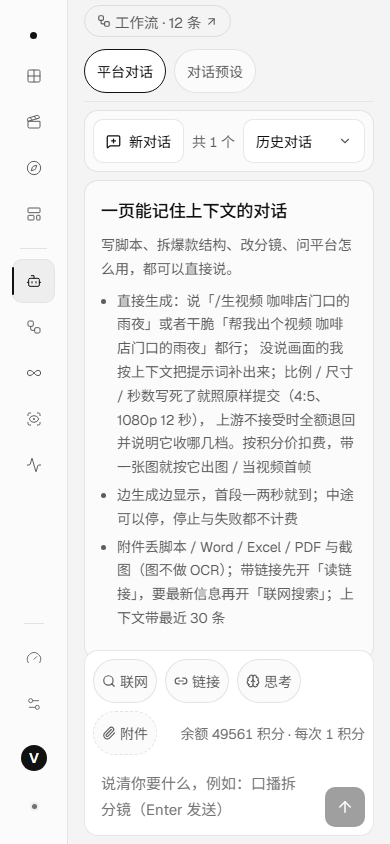 工作流 · 12 条
平台对话 对话预设
新对话 共 1 个 历史对话
一页能记住上下文的对话
写脚本、拆爆款结构、改分镜、问平台怎
么用，都可以直接说。
直接生成：说「/生视频 咖啡店门口的
雨夜」或者干脆「帮我出个视频 咖啡
店门口的雨夜」都行； 没说画面的我
按上下文把提示词补出来；比例 / 尺寸
/ 秒数写死了就照原样提交（4:5、
1080p 12 秒）， 上游不接受时全额退回
并说明它收哪几档。按积分价扣费，带
一张图就按它出图 / 当视频首帧
边生成边显示，首段一两秒就到；中途
可以停，停止与失败都不计费
附件丢脚本 / Word / Excel / PDF 与截
图（图不做 OCR）；带链接先开「读链
接」，要最新信息再开「联网搜索」；上
下文带最近 30 条
联网 链接 思考
附件 余额 49561 积分 · 每次 1 积分
说清你要什么，例如：口播拆
分镜（Enter 发送）
V